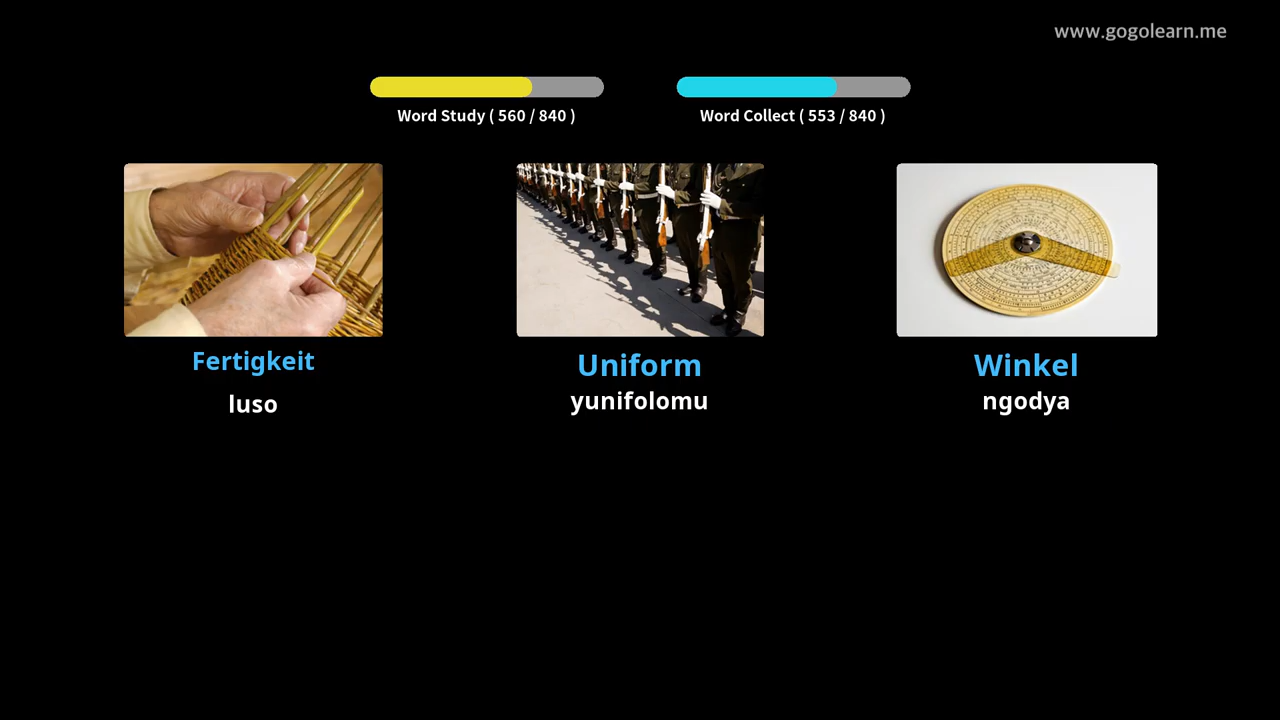 www.gogolearn.me
Word Study ( 560 / 840 )
Word Collect ( 553 / 840 )
Fertigkeit
luso
Uniform
yunifolomu
Winkel
ngodya